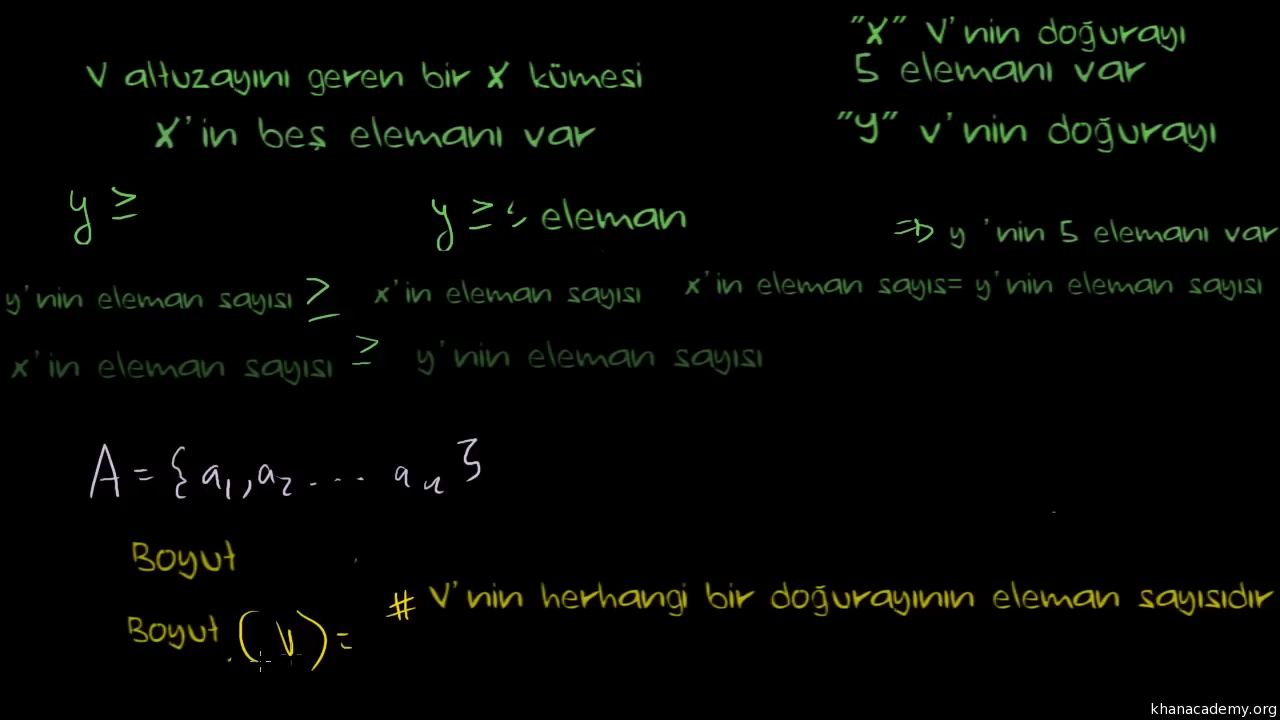 "X" V'nin doğurayı
5 elemanı var
V altuzayını geren bir X kümesi
X'in beş elemanı var
"Y" v'nin doğurayı
y ≥
y ≥ 5 eleman
⇒ y 'nin 5 elemanı var
y'nin eleman sayısı ≥ x'in eleman sayısı
x'in eleman sayıs= y'nin eleman sayısı
x'in eleman sayısı ≥ y'nin eleman sayısı
A = {a₁, a₂ .... aₙ}
Boyut
Boyut (V) = # V'nin herhangi bir doğurayının eleman sayısıdır
khanacademy.org